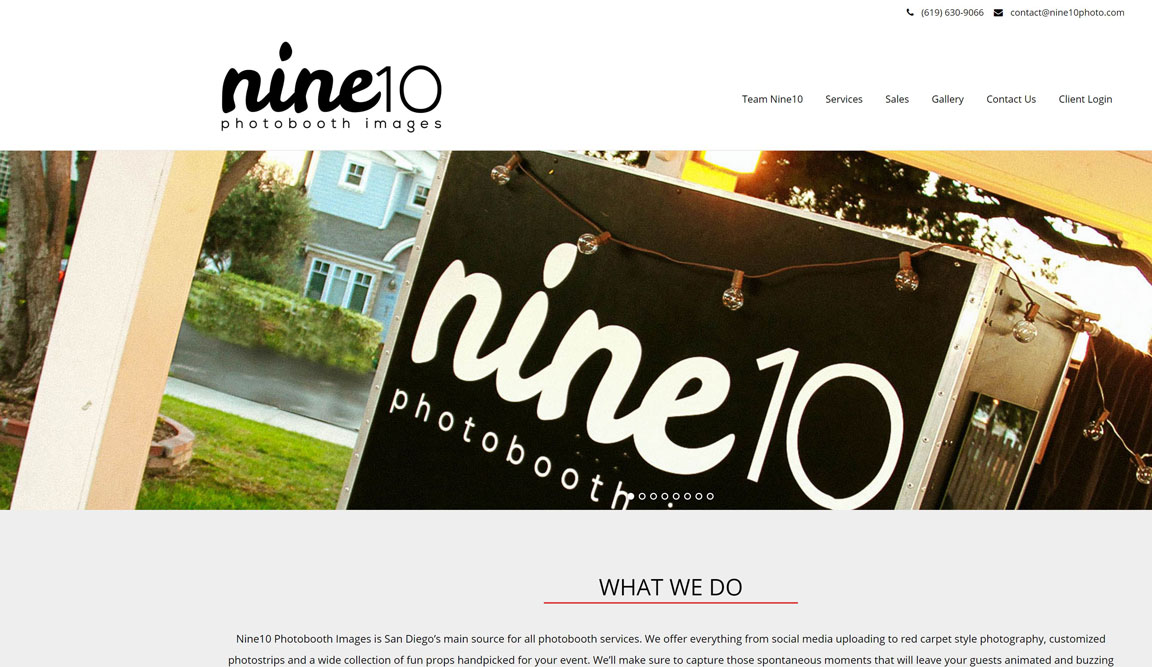 (619) 630-9066 contact@nine10photo.com
nine10
photobooth images
Team Nine10 Services Sales Gallery Contact Us Client Login
nine10
photobooth
WHAT WE DO
Nine10 Photobooth Images is San Diego’s main source for all photobooth services. We offer everything from social media uploading to red carpet style photography, customized
photostrips and a wide collection of fun props handpicked for your event. We’ll make sure to capture those spontaneous moments that will leave your guests animated and buzzing